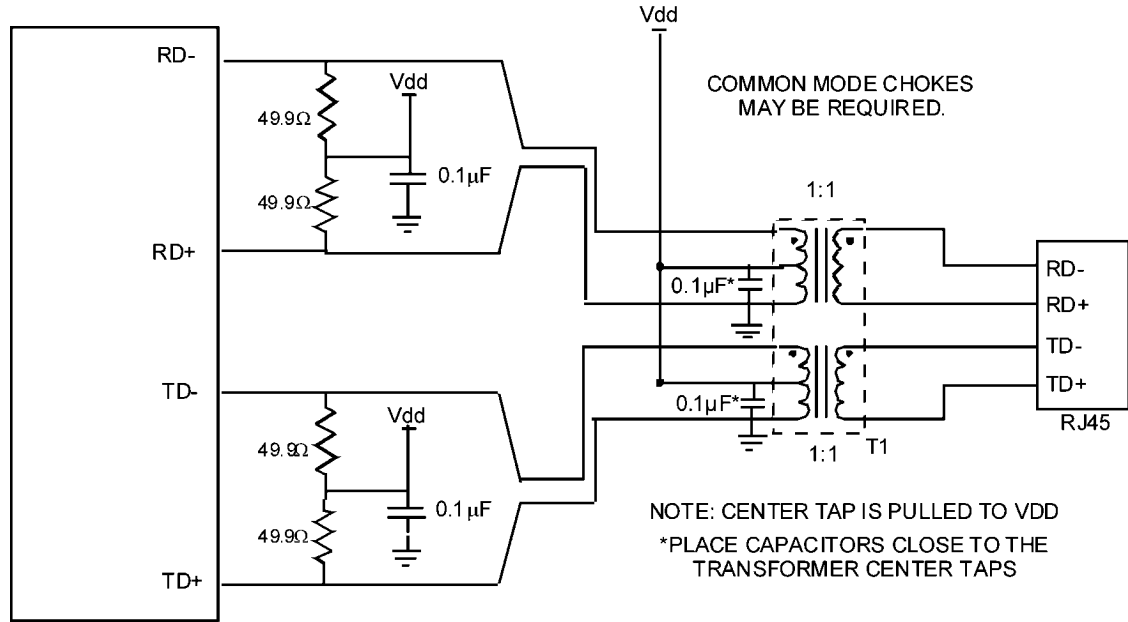 Vdd
RD-
COMMON MODE CHOKES
MAY BE REQUIRED.
Vdd
49.9Ω
0.1µF
49.9Ω
1:1
RD+
0.1µF*
RD-
RD+
TD-
TD+
RJ45
TD-
Vdd
0.1µF*
1:1
T1
49.9Ω
0.1µF
49.9Ω
TD+
NOTE: CENTER TAP IS PULLED TO VDD
*PLACE CAPACITORS CLOSE TO THE
TRANSFORMER CENTER TAPS